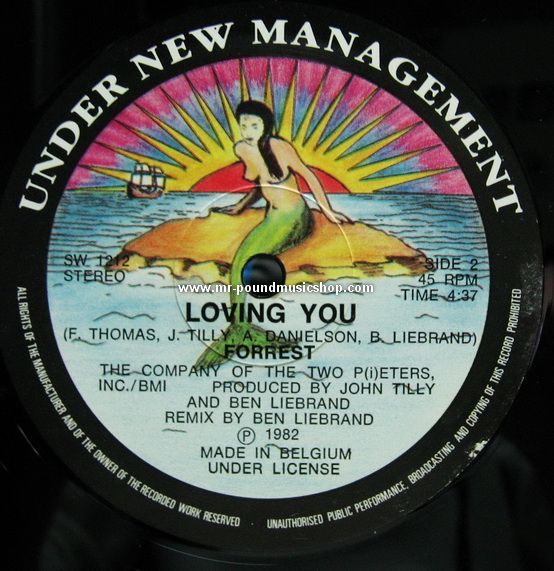 UNDER NEW MANAGEMENT
SW 1212
STEREO
SIDE 2
45 RPM
TIME 4:37
www.mr-poundmusicshop.com
LOVING YOU
(F. THOMAS, J. TILLY, A. DANIELSON, B. LIEBRAND)
FORREST
THE COMPANY OF THE TWO P(i)ETERS,
INC./BMI PRODUCED BY JOHN TILLY
AND BEN LIEBRAND
REMIX BY BEN LIEBRAND
Ⓟ 1982
MADE IN BELGIUM
UNDER LICENSE
ALL RIGHTS OF THE MANUFACTURER AND OF THE OWNER OF THE RECORDED WORK RESERVED · UNAUTHORISED PUBLIC PERFORMANCE, BROADCASTING AND COPYING OF THIS RECORD PROHIBITED